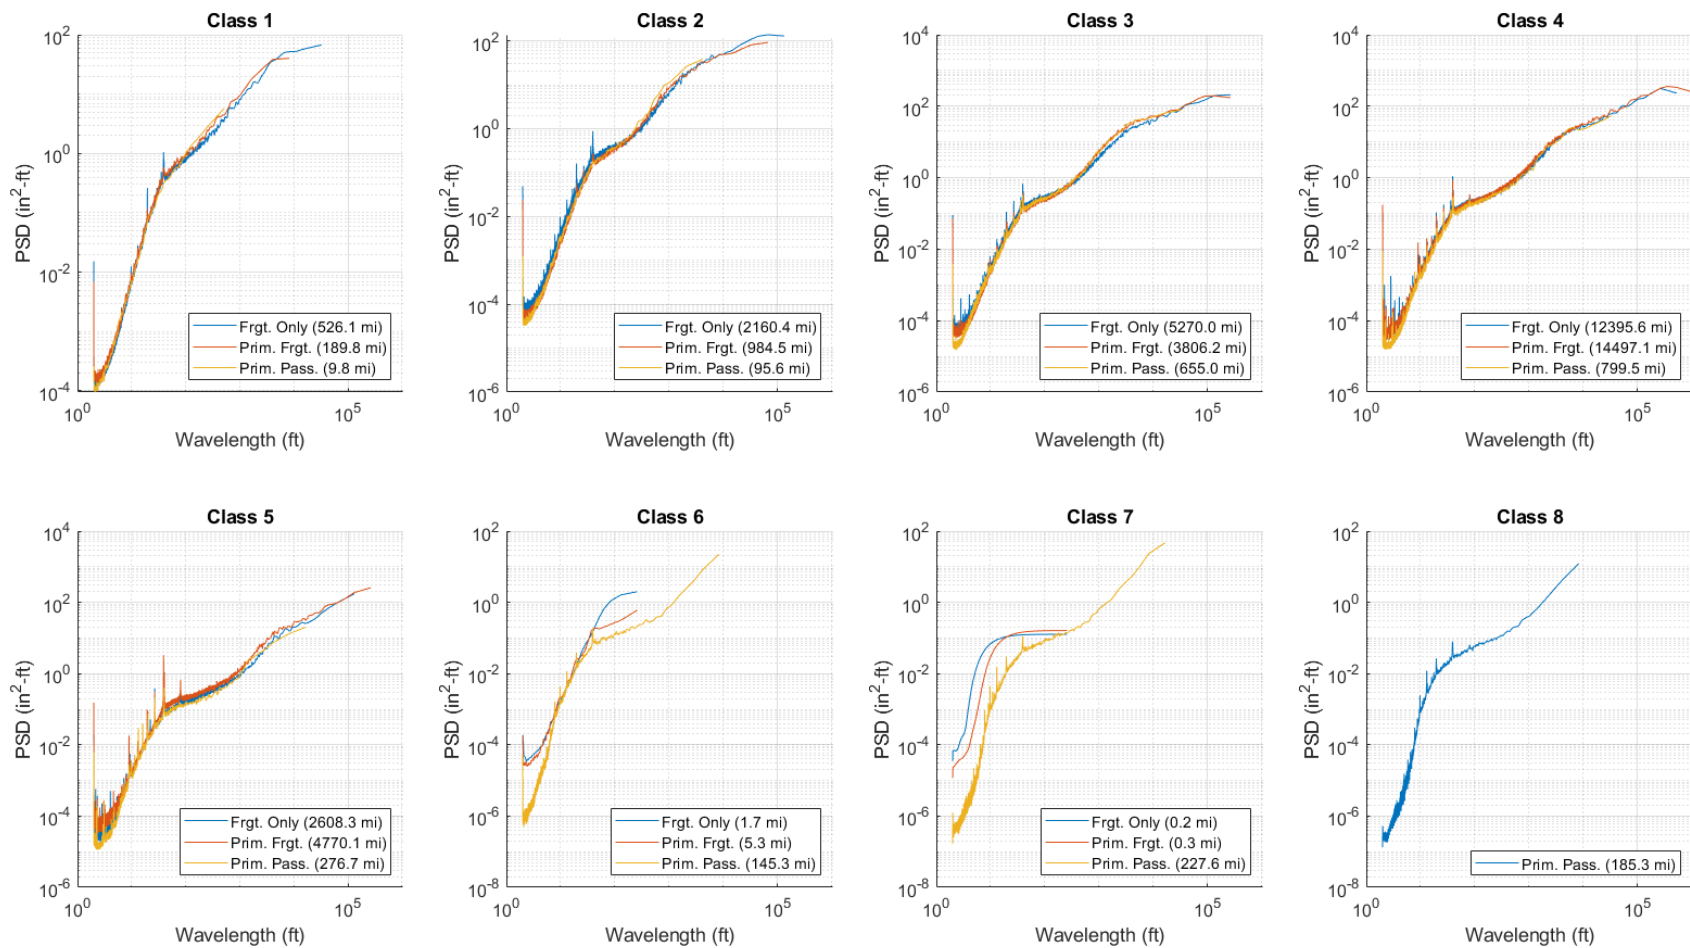 Class 1
10^2
10^0
10^-2
10^-4
PSD (in^2-ft)
Frgt. Only (526.1 mi)
Prim. Frgt. (189.8 mi)
Prim. Pass. (9.8 mi)
10^0
10^5
Wavelength (ft)
Class 2
10^2
10^0
10^-2
10^-4
10^-6
PSD (in^2-ft)
Frgt. Only (2160.4 mi)
Prim. Frgt. (984.5 mi)
Prim. Pass. (95.6 mi)
10^0
10^5
Wavelength (ft)
Class 3
10^4
10^2
10^0
10^-2
10^-4
10^-6
PSD (in^2-ft)
Frgt. Only (5270.0 mi)
Prim. Frgt. (3806.2 mi)
Prim. Pass. (655.0 mi)
10^0
10^5
Wavelength (ft)
Class 4
10^4
10^2
10^0
10^-2
10^-4
10^-6
PSD (in^2-ft)
Frgt. Only (12395.6 mi)
Prim. Frgt. (14497.1 mi)
Prim. Pass. (799.5 mi)
10^0
10^5
Wavelength (ft)
Class 5
10^4
10^2
10^0
10^-2
10^-4
10^-6
PSD (in^2-ft)
Frgt. Only (2608.3 mi)
Prim. Frgt. (4770.1 mi)
Prim. Pass. (276.7 mi)
10^0
10^5
Wavelength (ft)
Class 6
10^2
10^0
10^-2
10^-4
10^-6
10^-8
PSD (in^2-ft)
Frgt. Only (1.7 mi)
Prim. Frgt. (5.3 mi)
Prim. Pass. (145.3 mi)
10^0
10^5
Wavelength (ft)
Class 7
10^2
10^0
10^-2
10^-4
10^-6
10^-8
PSD (in^2-ft)
Frgt. Only (0.2 mi)
Prim. Frgt. (0.3 mi)
Prim. Pass. (227.6 mi)
10^0
10^5
Wavelength (ft)
Class 8
10^2
10^0
10^-2
10^-4
10^-6
10^-8
PSD (in^2-ft)
Prim. Pass. (185.3 mi)
10^0
10^5
Wavelength (ft)